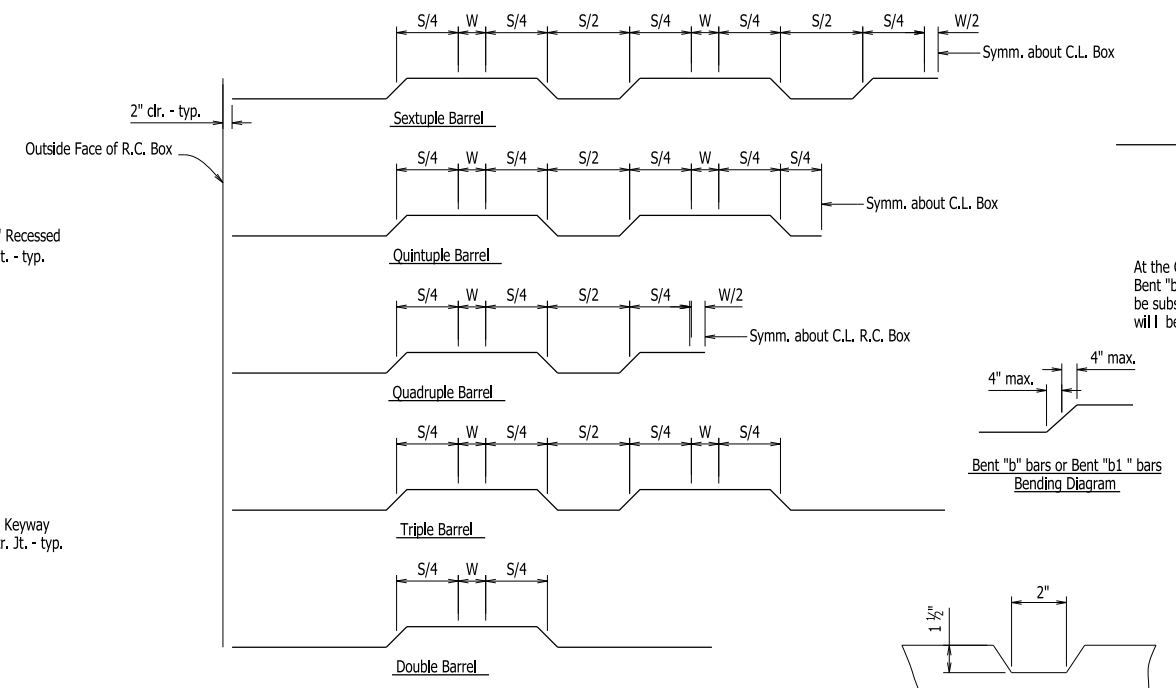 S/4 W S/4 S/2 S/4 W S/4 S/2 S/4 W/2
Symm. about C.L. Box
2" clr. - typ.
Sextuple Barrel
Outside Face of R.C. Box
S/4 W S/4 S/2 S/4 W S/4 S/4
Symm. about C.L. Box
" Recessed
t. - typ.
Quintuple Barrel
At the
Bent "b
be subs
will be
S/4 W S/4 S/2 S/4 W/2
Symm. about C.L. R.C. Box
4" max.
4" max.
Quadruple Barrel
S/4 W S/4 S/2 S/4 W S/4
Bent "b" bars or Bent "b1 " bars
Bending Diagram
Keyway
r. Jt. - typ.
Triple Barrel
S/4 W S/4
2"
1 ½"
Double Barrel